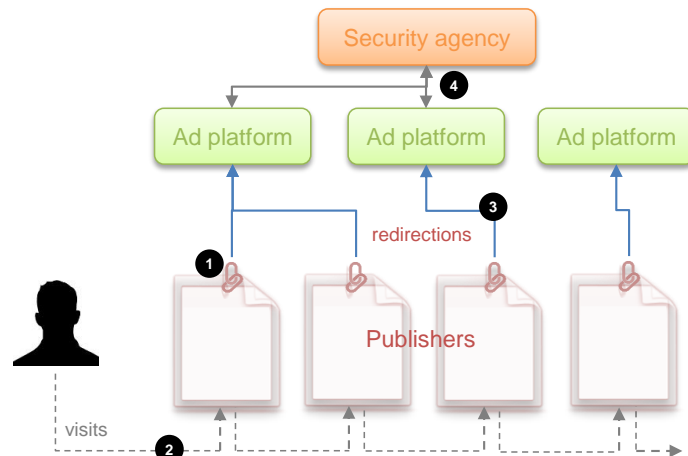 Security agency
4
Ad platform
Ad platform
Ad platform
3
redirections
1
Publishers
visits
2